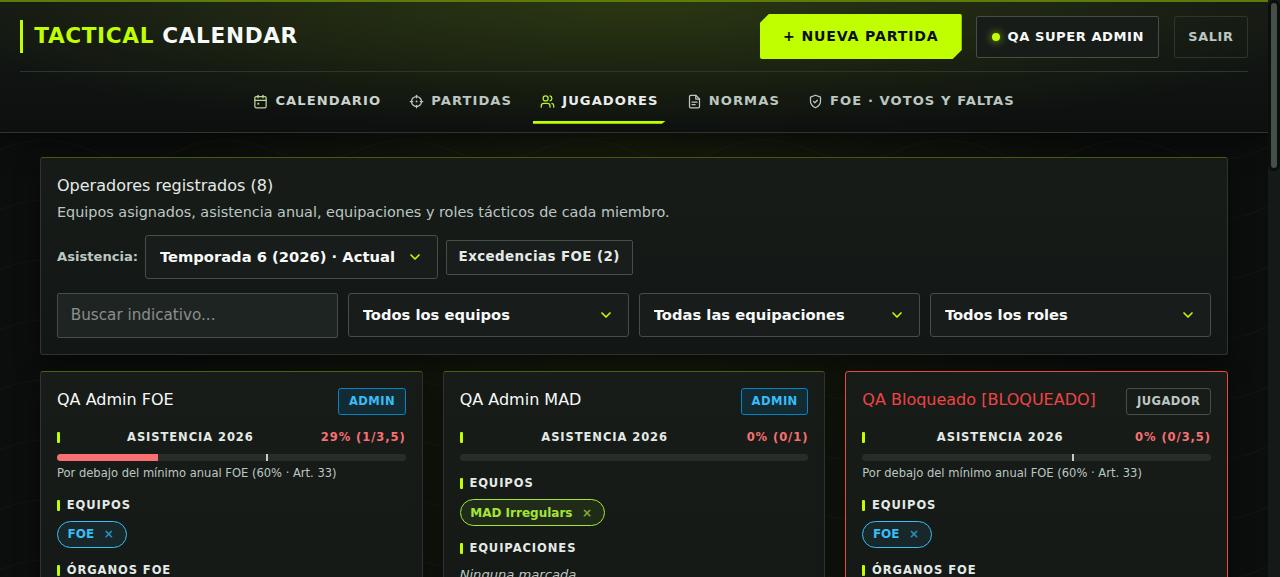 TACTICAL CALENDAR
+ NUEVA PARTIDA
QA SUPER ADMIN
SALIR
CALENDARIO
PARTIDAS
JUGADORES
NORMAS
FOE · VOTOS Y FALTAS
Operadores registrados (8)
Equipos asignados, asistencia anual, equipaciones y roles tácticos de cada miembro.
Asistencia:
Temporada 6 (2026) · Actual
Excedencias FOE (2)
Buscar indicativo...
Todos los equipos
Todas las equipaciones
Todos los roles
QA Admin FOE
ADMIN
ASISTENCIA 2026
29% (1/3,5)
Por debajo del mínimo anual FOE (60% · Art. 33)
EQUIPOS
FOE ×
ÓRGANOS FOE
QA Admin MAD
ADMIN
ASISTENCIA 2026
0% (0/1)
EQUIPOS
MAD Irregulars ×
EQUIPACIONES
Ninguna marcada
QA Bloqueado [BLOQUEADO]
JUGADOR
ASISTENCIA 2026
0% (0/3,5)
Por debajo del mínimo anual FOE (60% · Art. 33)
EQUIPOS
FOE ×
ÓRGANOS FOE